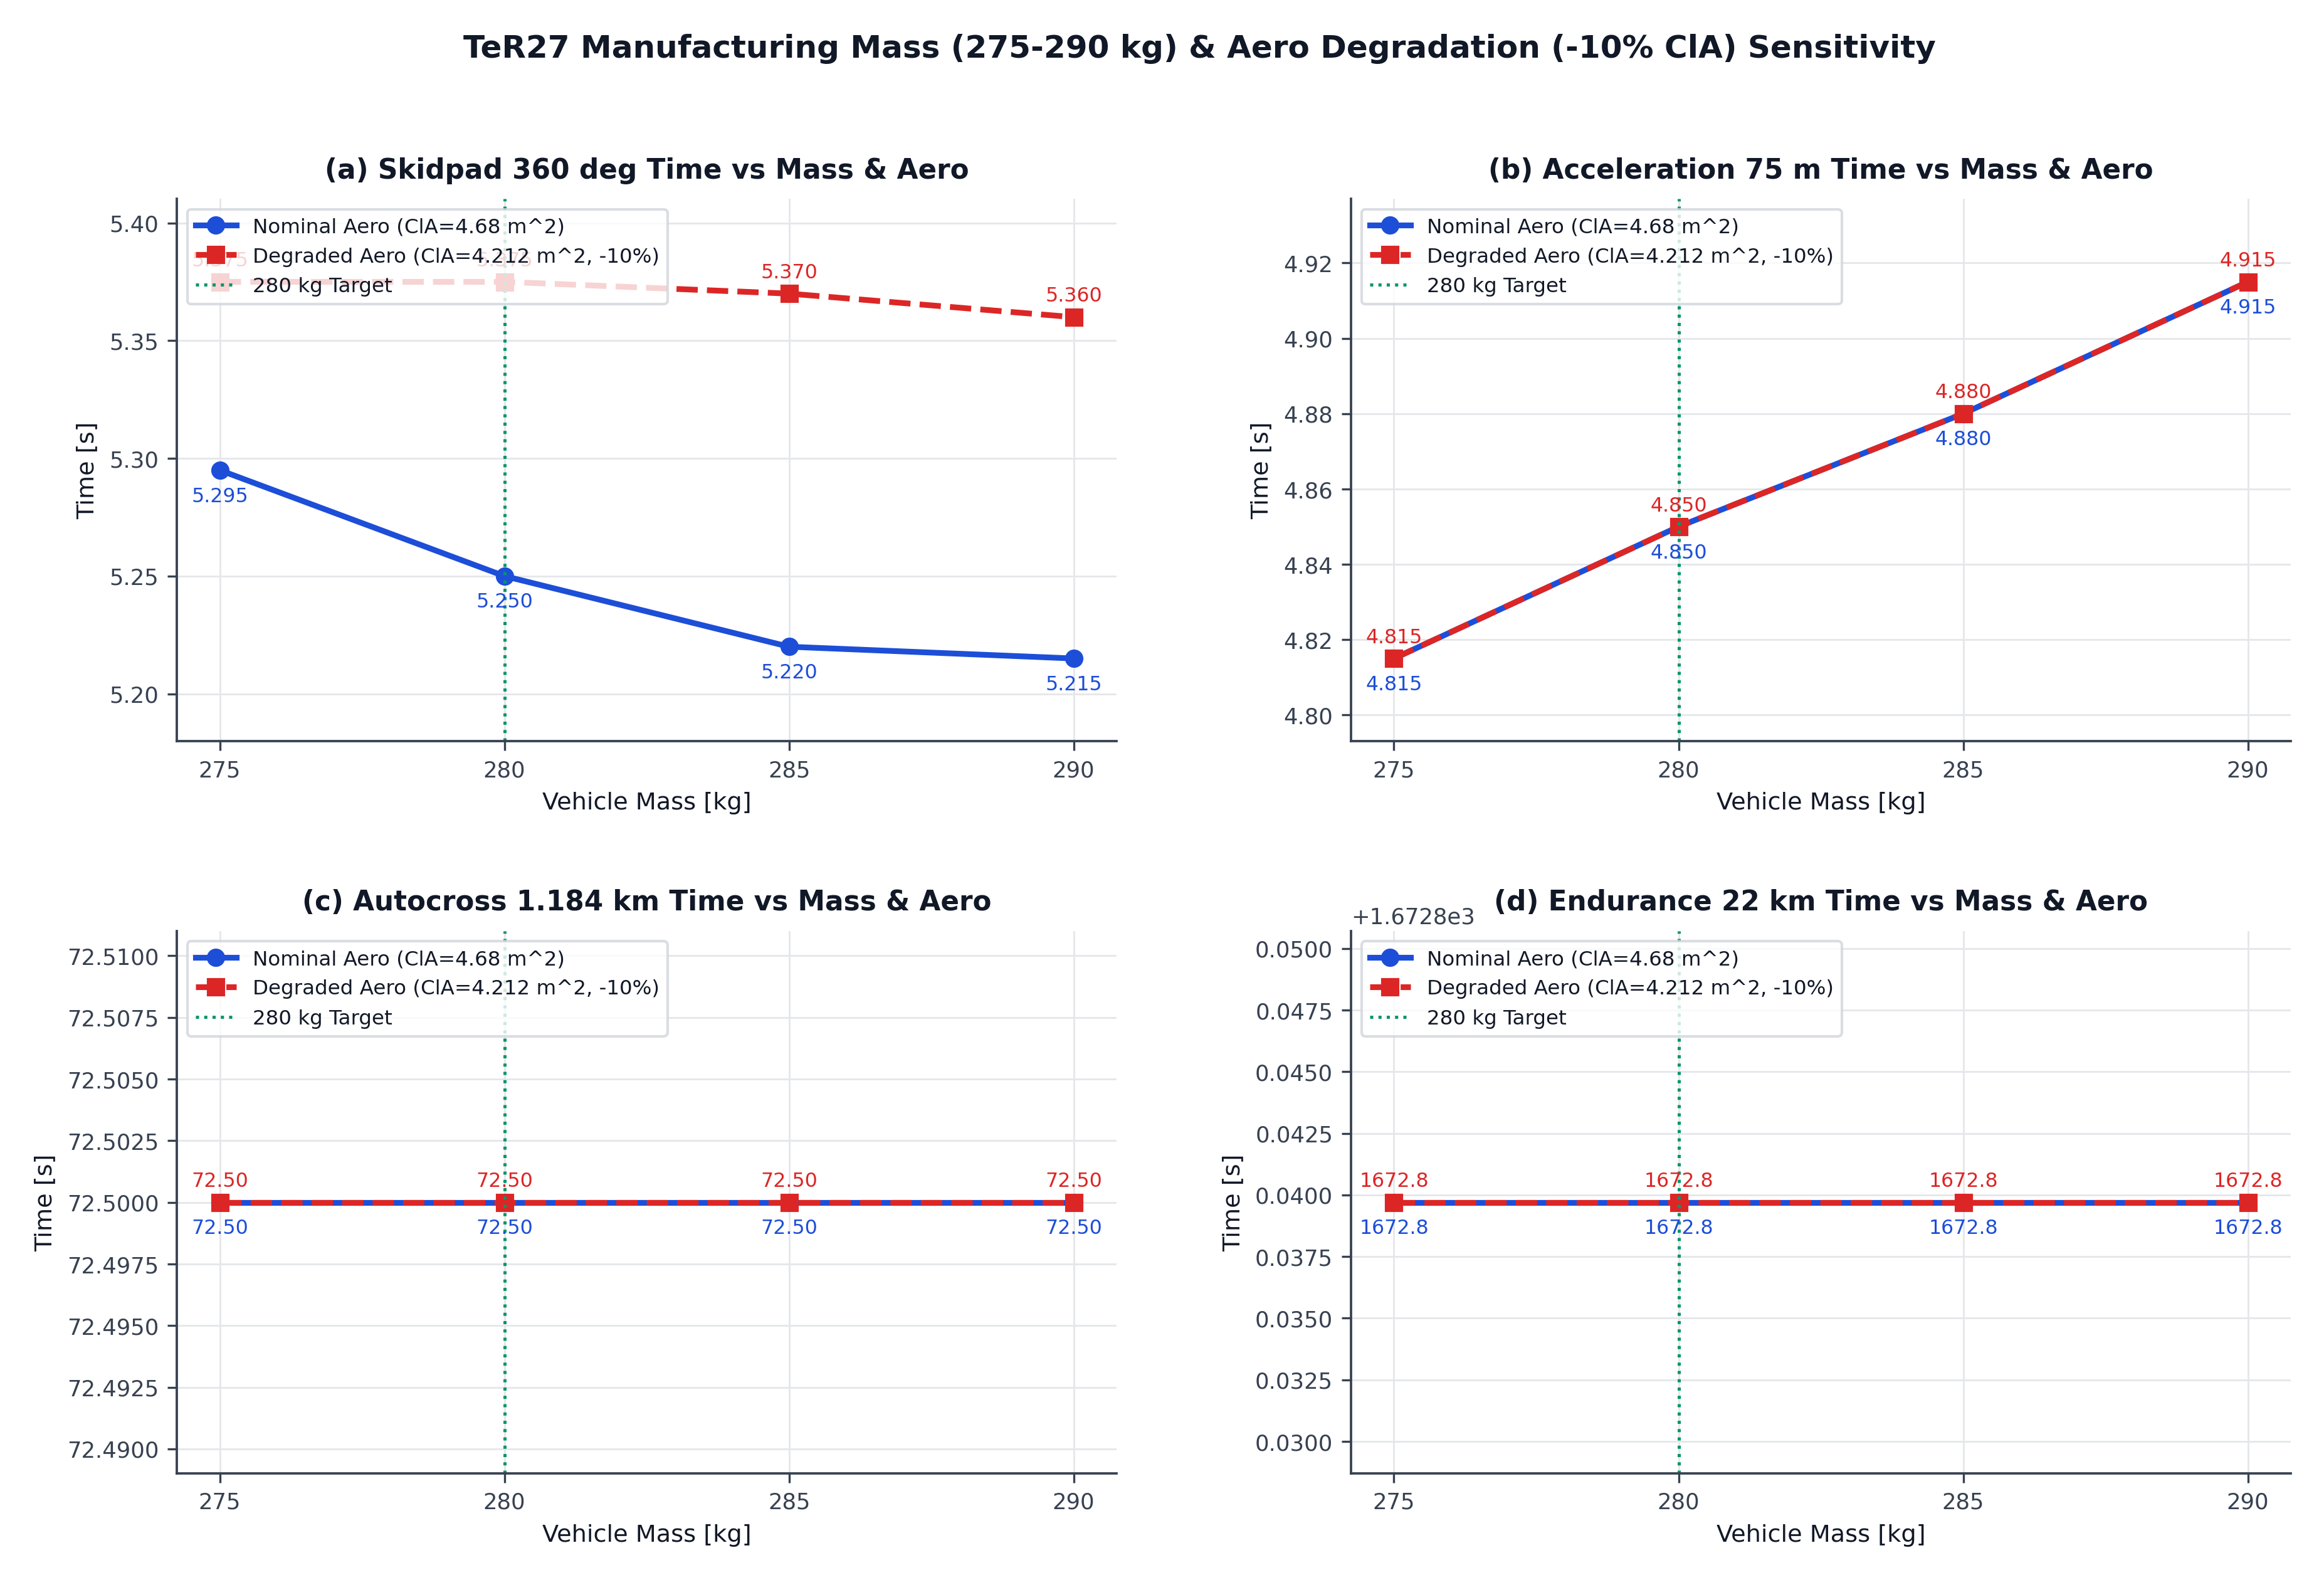 TeR27 Manufacturing Mass (275-290 kg) & Aero Degradation (-10% ClA) Sensitivity
(a) Skidpad 360 deg Time vs Mass & Aero
Nominal Aero (ClA=4.68 m^2)
Degraded Aero (ClA=4.212 m^2, -10%)
280 kg Target
5.40
5.35
5.30
5.25
5.20
Time [s]
5.370
5.360
5.295
5.250
5.220
5.215
275
280
285
290
Vehicle Mass [kg]
(b) Acceleration 75 m Time vs Mass & Aero
Nominal Aero (ClA=4.68 m^2)
Degraded Aero (ClA=4.212 m^2, -10%)
280 kg Target
4.92
4.90
4.88
4.86
4.84
4.82
4.80
Time [s]
4.815
4.850
4.880
4.915
4.815
4.850
4.880
4.915
275
280
285
290
Vehicle Mass [kg]
(c) Autocross 1.184 km Time vs Mass & Aero
Nominal Aero (ClA=4.68 m^2)
Degraded Aero (ClA=4.212 m^2, -10%)
280 kg Target
72.5100
72.5075
72.5050
72.5025
72.5000
72.4975
72.4950
72.4925
72.4900
Time [s]
72.50
72.50
72.50
72.50
72.50
72.50
72.50
72.50
275
280
285
290
Vehicle Mass [kg]
(d) Endurance 22 km Time vs Mass & Aero
+1.6728e3
Nominal Aero (ClA=4.68 m^2)
Degraded Aero (ClA=4.212 m^2, -10%)
280 kg Target
0.0500
0.0475
0.0450
0.0425
0.0400
0.0375
0.0350
0.0325
0.0300
Time [s]
1672.8
1672.8
1672.8
1672.8
1672.8
1672.8
1672.8
1672.8
275
280
285
290
Vehicle Mass [kg]